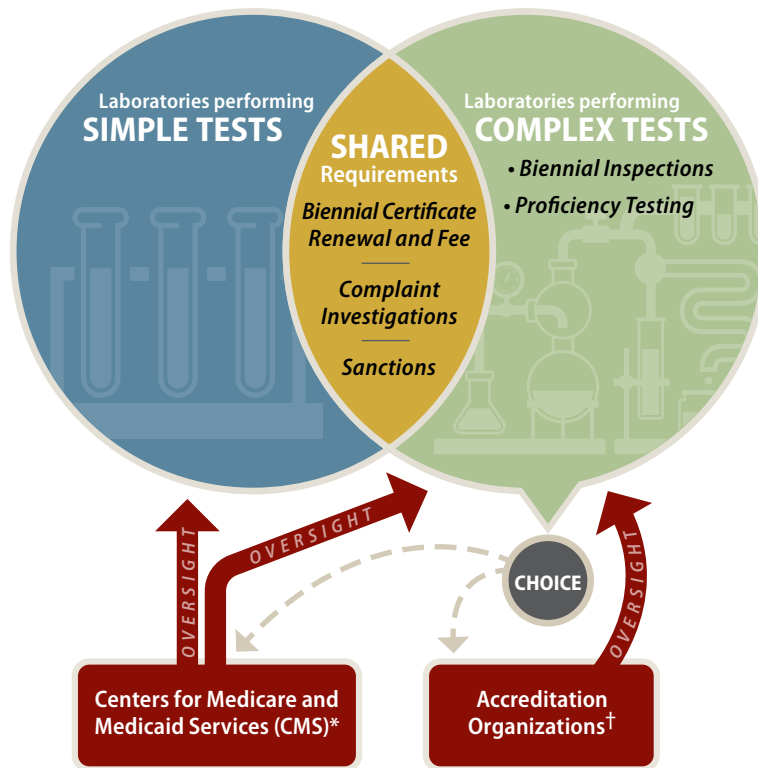 Laboratories performing
SIMPLE TESTS
SHARED
Requirements
Biennial Certificate
Renewal and Fee
Complaint
Investigations
Sanctions
Laboratories performing
COMPLEX TESTS
• Biennial Inspections
• Proficiency Testing
OVERSIGHT
OVERSIGHT
CHOICE
OVERSIGHT
Centers for Medicare and
Medicaid Services (CMS)*
Accreditation
Organizations†